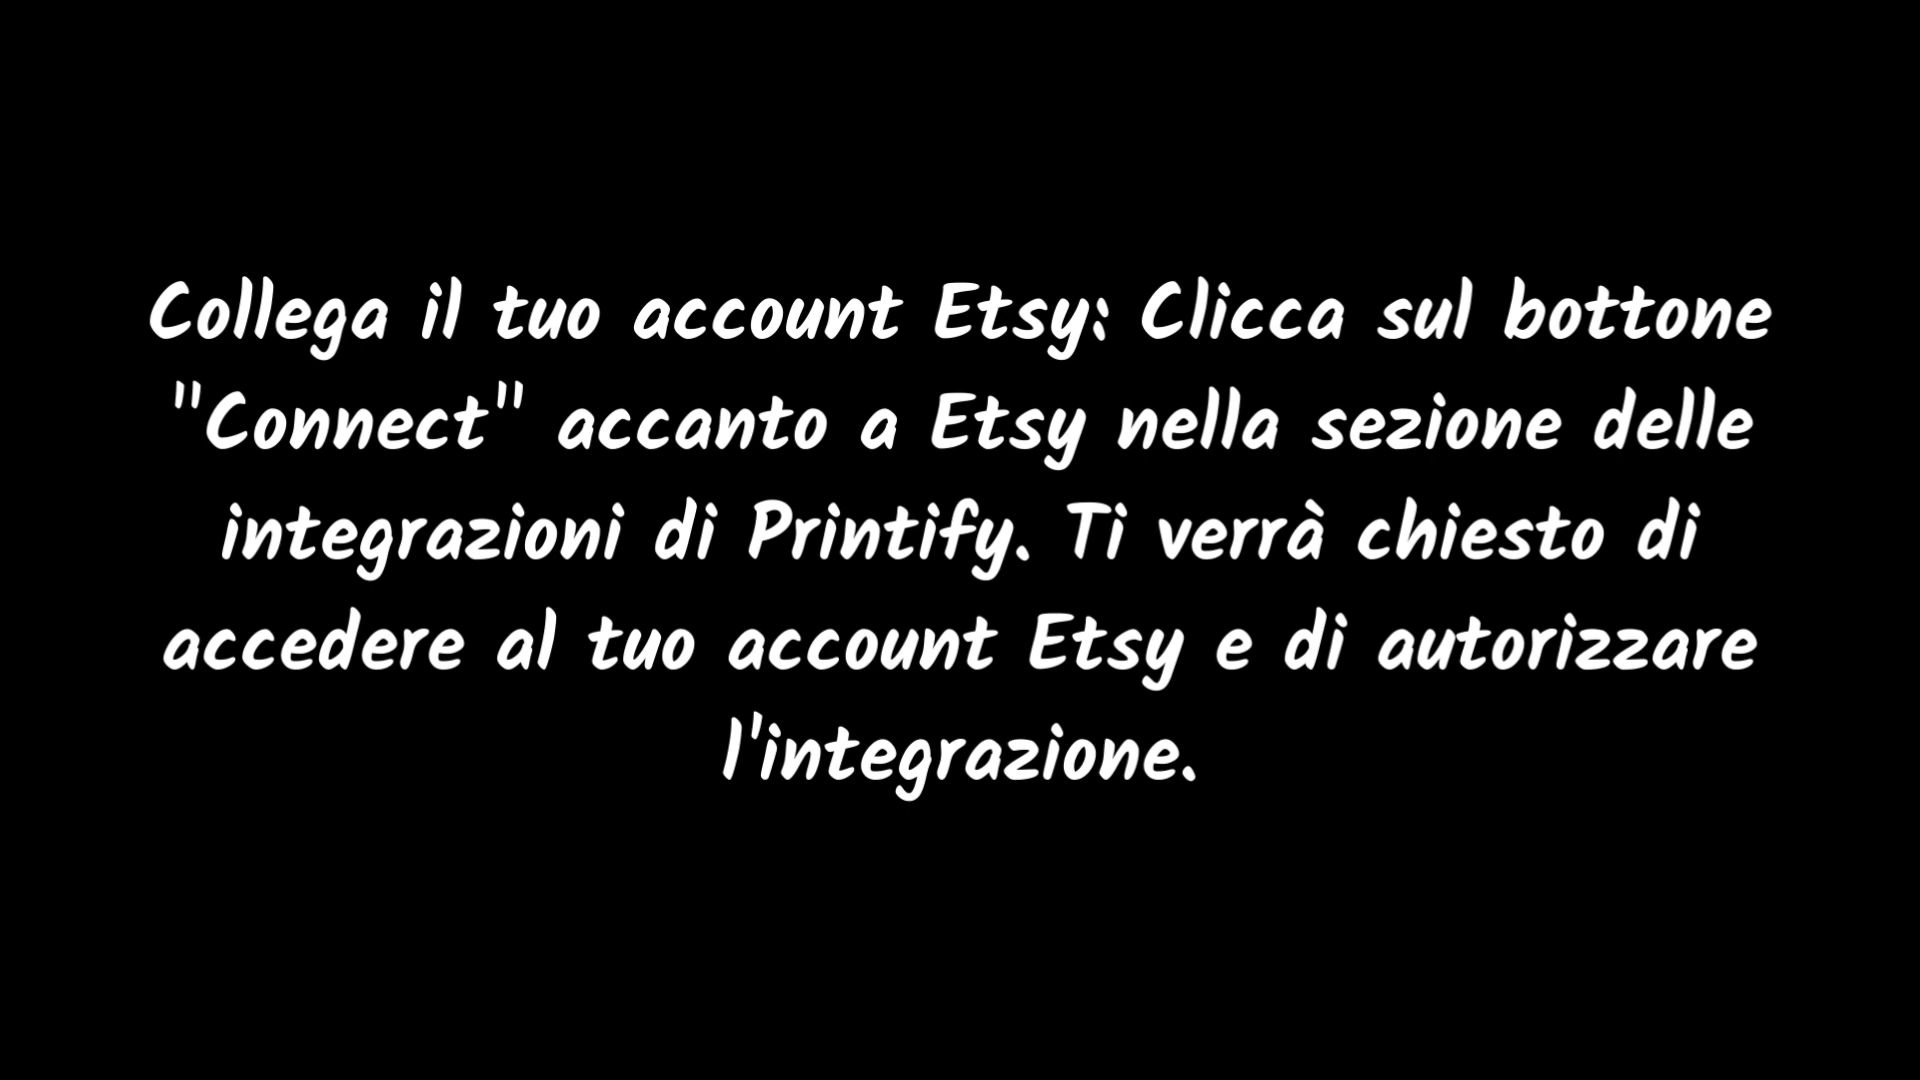 Collega il tuo account Etsy: Clicca sul bottone
"Connect" accanto a Etsy nella sezione delle
integrazioni di Printify. Ti verrà chiesto di
accedere al tuo account Etsy e di autorizzare
l'integrazione.